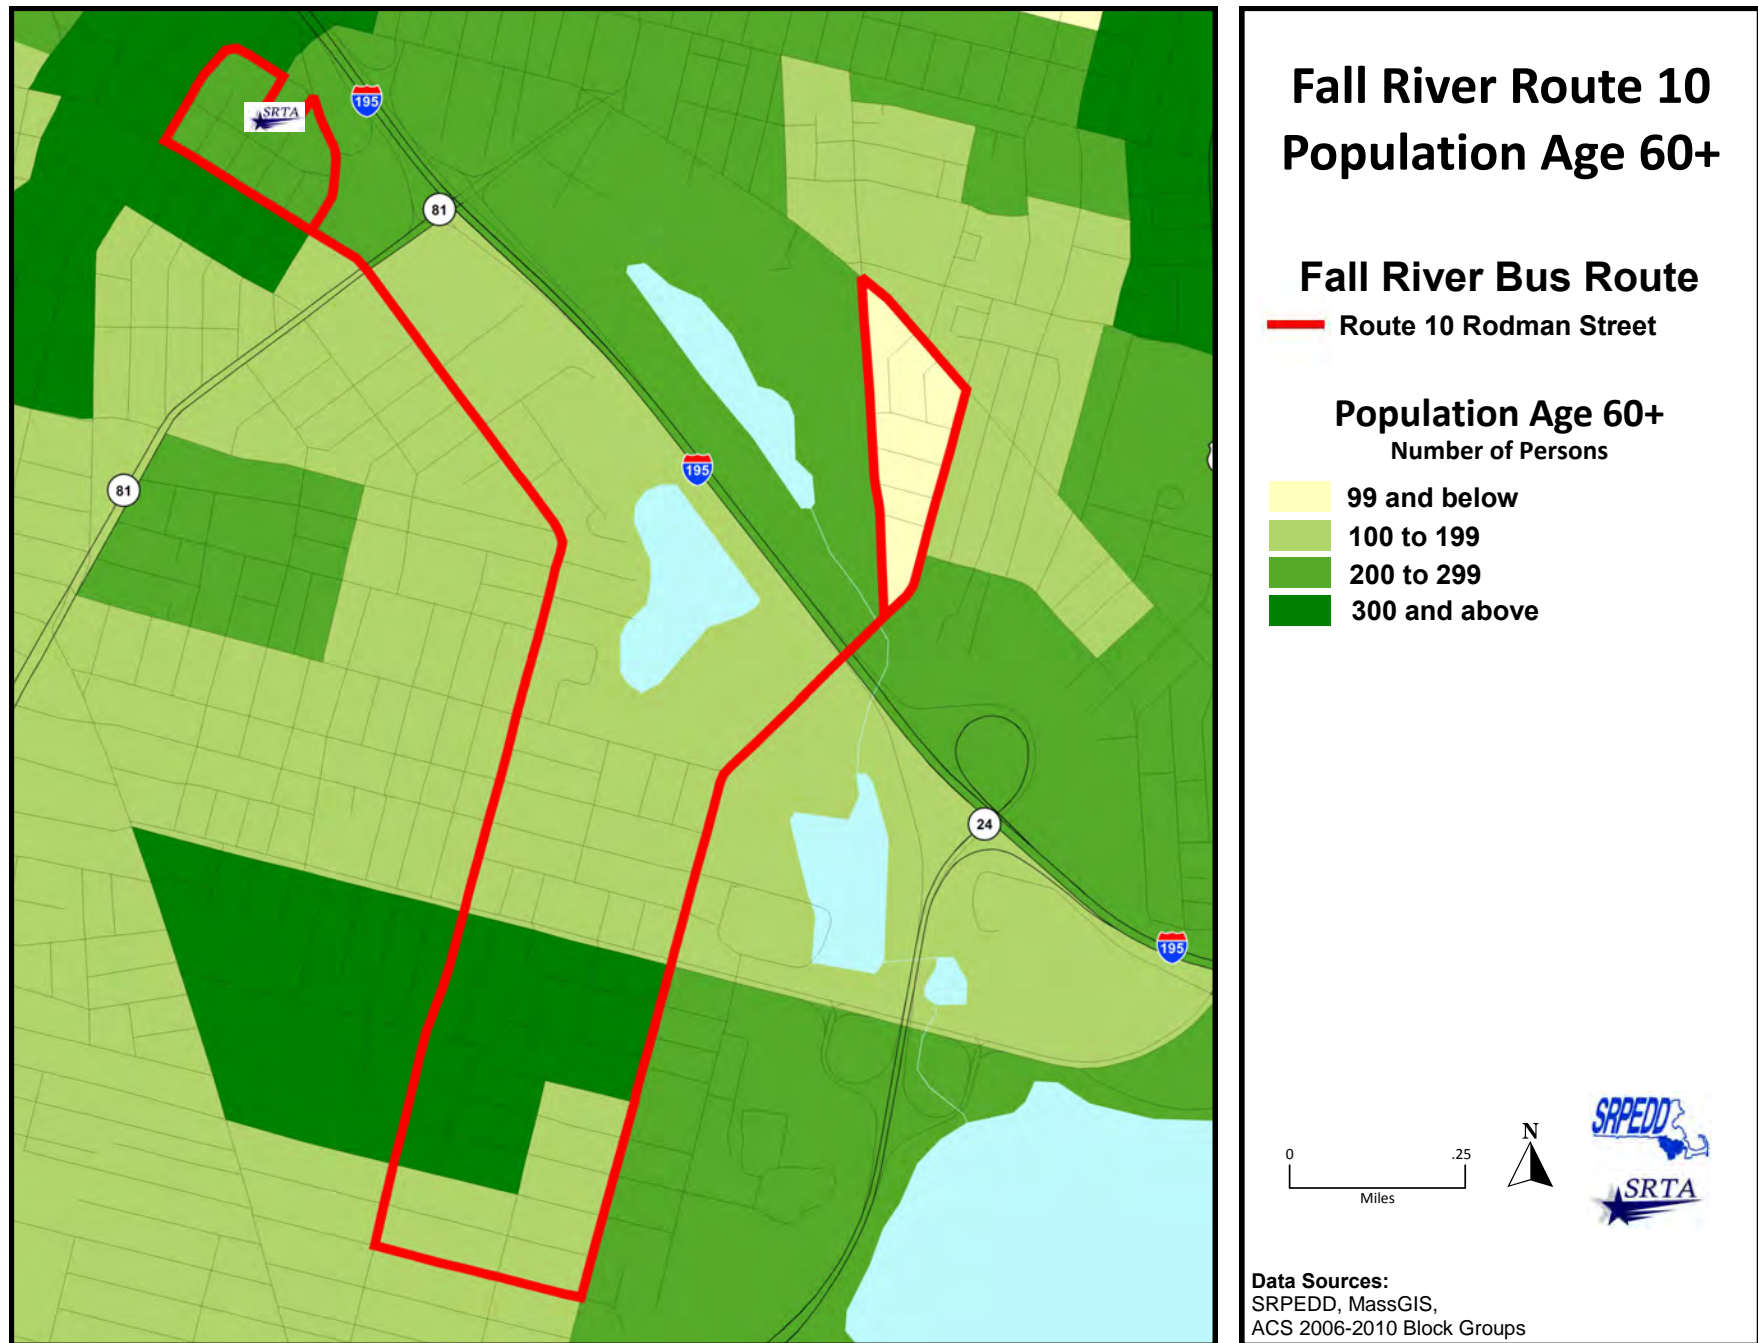 SRTA
195
81
195
81
24
195
Fall River Route 10
Population Age 60+
Fall River Bus Route
Route 10 Rodman Street
Population Age 60+
Number of Persons
99 and below
100 to 199
200 to 299
300 and above
0 .25
Miles
N
SRPEDD
SRTA
Data Sources:
SRPEDD, MassGIS,
ACS 2006-2010 Block Groups